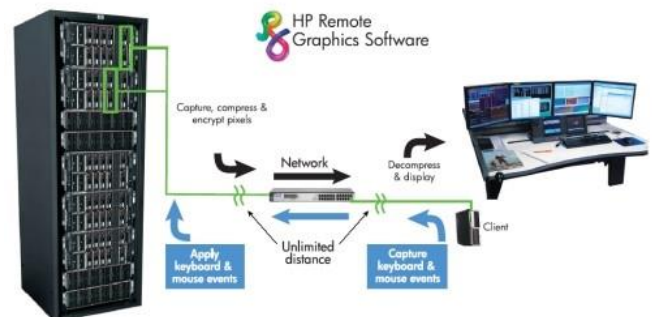 HP Remote
Graphics Software
Capture, compress &
encrypt pixels
Network
Decompress
& display
Client
Apply
keyboard &
mouse events
Unlimited
distance
Capture
keyboard &
mouse events